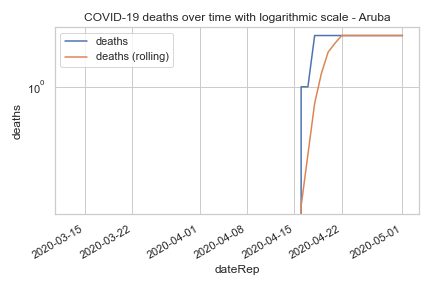 COVID-19 deaths over time with logarithmic scale - Aruba
deaths
deaths (rolling)
10⁰
deaths
2020-03-15
2020-03-22
2020-04-01
2020-04-08
2020-04-15
2020-04-22
2020-05-01
dateRep